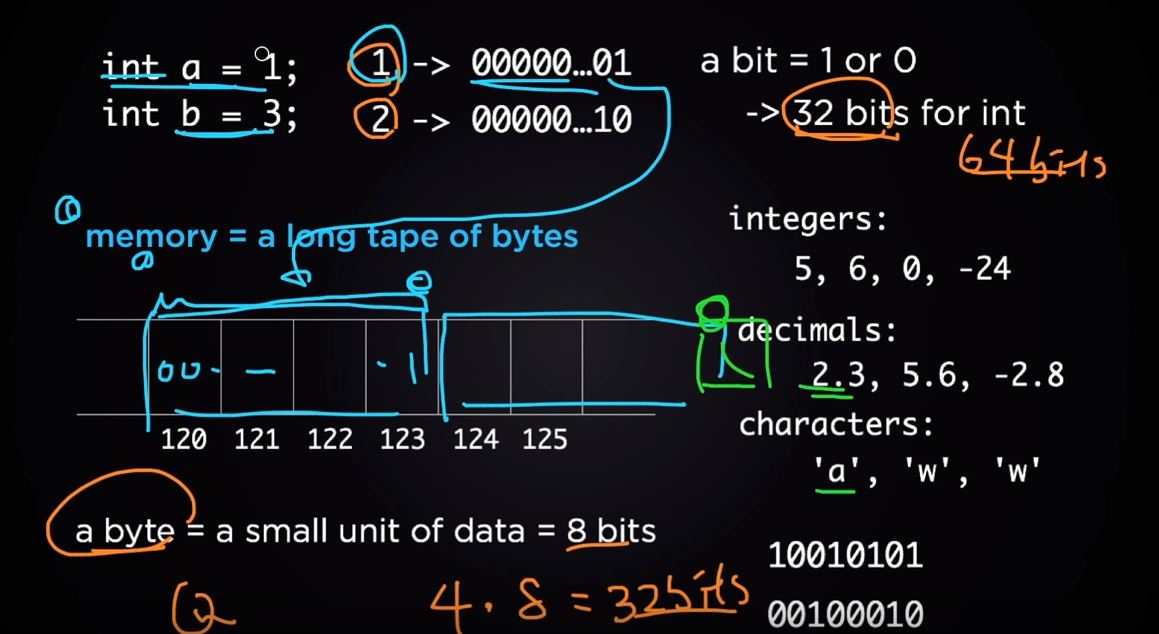 int a = 1;
int b = 3;
1 -> 00000...01
2 -> 00000...10
a bit = 1 or 0
-> 32 bits for int
64 bits
memory = a long tape of bytes
a
00. — . 1
120 121 122 123 124 125
integers:
5, 6, 0, -24
decimals:
2.3, 5.6, -2.8
characters:
'a', 'w', 'w'
a byte = a small unit of data = 8 bits
4 . 8 = 32 bits
10010101
00100010